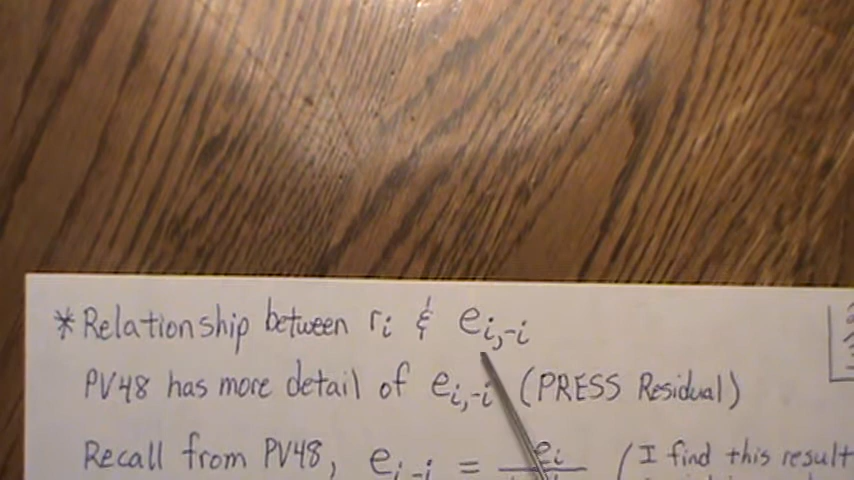 *Relationship between rᵢ & eᵢ,₋ᵢ
PV48 has more detail of eᵢ,₋ᵢ (PRESS Residual)
Recall from PV48, eᵢ,₋ᵢ = eᵢ (I find this result